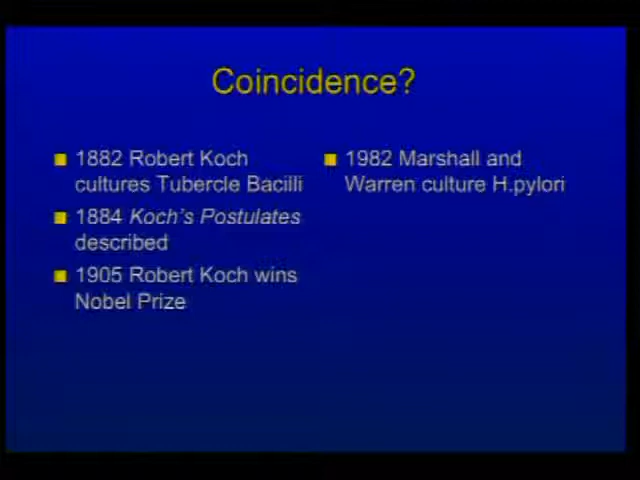 Coincidence?
1882 Robert Koch
cultures Tubercle Bacilli
1884 Koch's Postulates
described
1905 Robert Koch wins
Nobel Prize
1982 Marshall and
Warren culture H.pylori